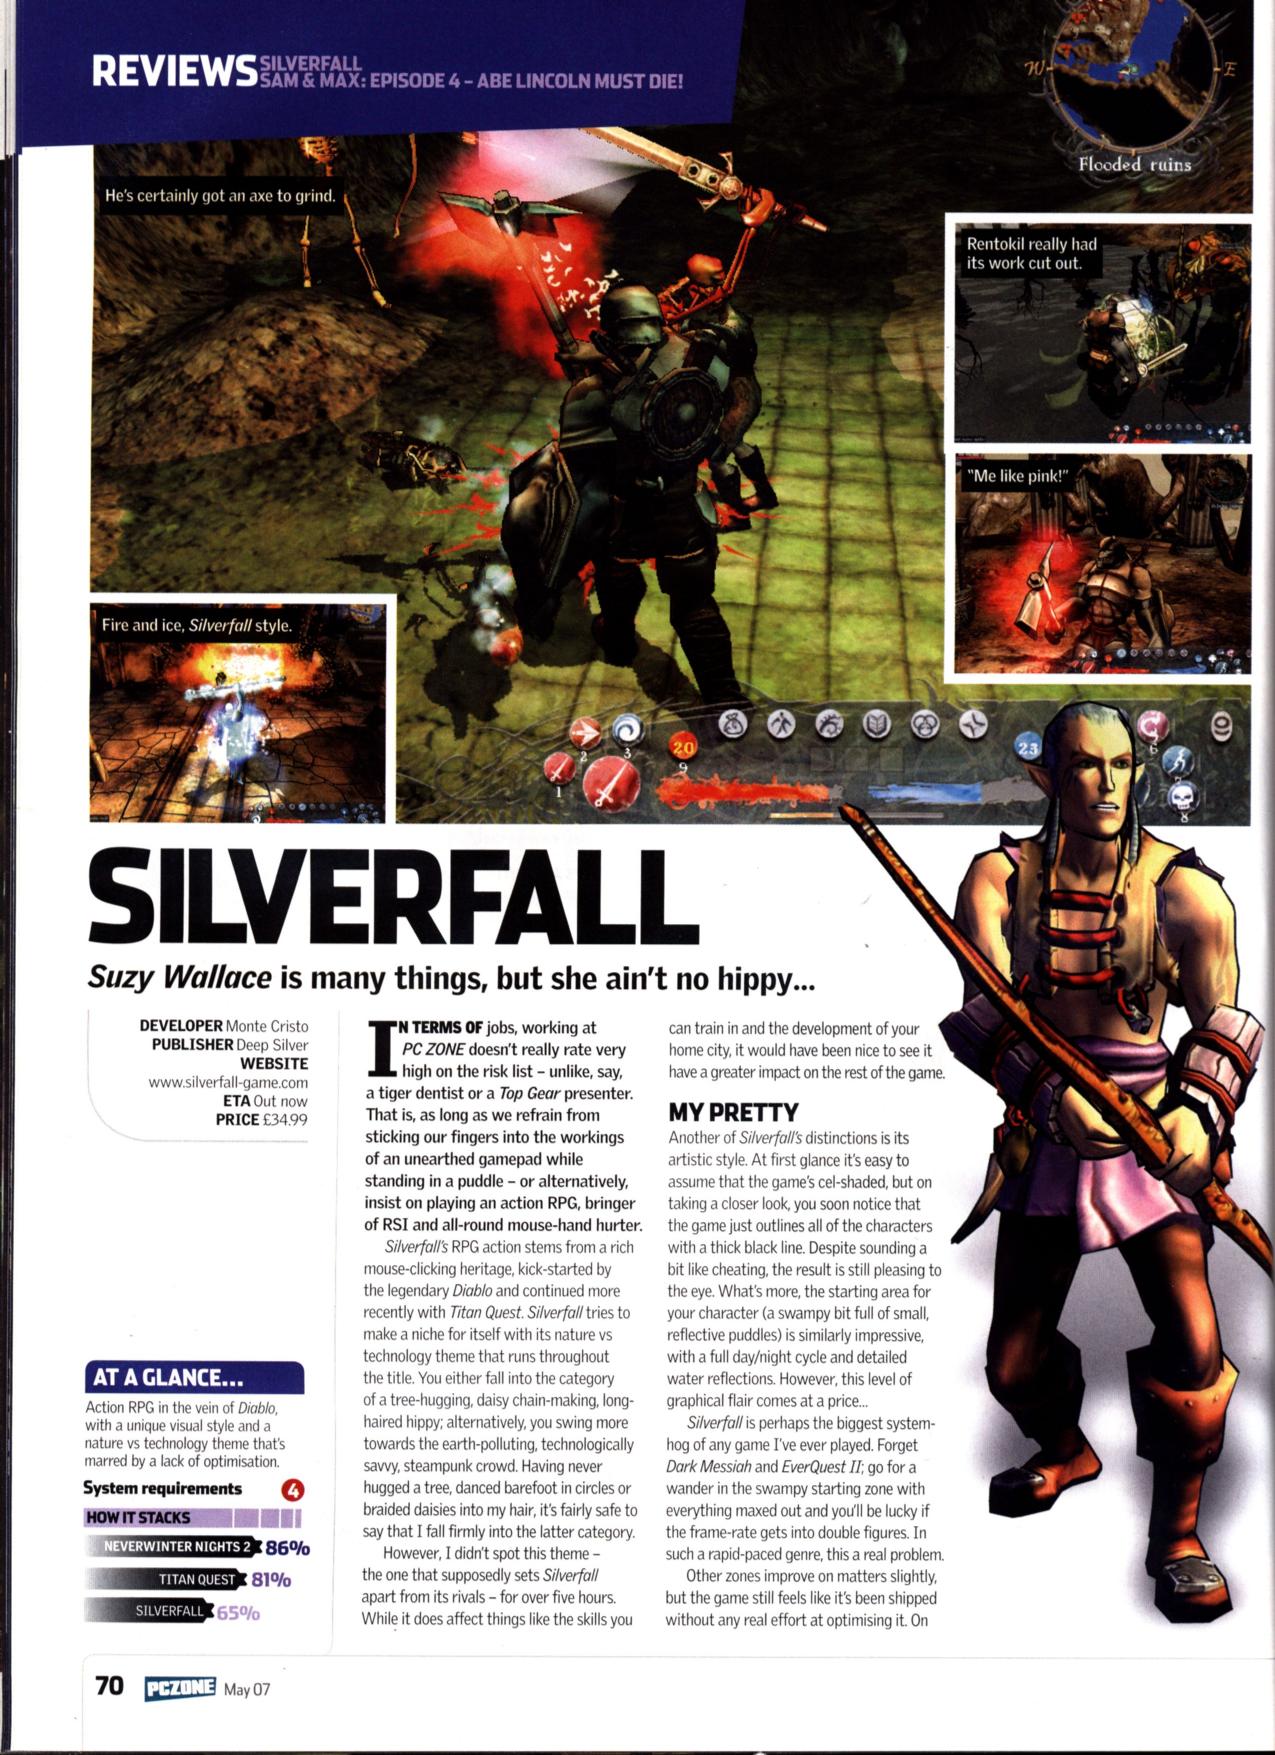 REVIEWS SILVERFALL
SAM & MAX: EPISODE 4 – ABE LINCOLN MUST DIE!
W E
Flooded ruins
He's certainly got an axe to grind.
Rentokil really had
its work cut out.
"Me like pink!"
Fire and ice, Silverfall style.
1
2
3
20
9
23
6
8
SILVERFALL
Suzy Wallace is many things, but she ain't no hippy...
DEVELOPER Monte Cristo
PUBLISHER Deep Silver
WEBSITE
www.silverfall-game.com
ETA Out now
PRICE £34.99
AT A GLANCE...
Action RPG in the vein of Diablo,
with a unique visual style and a
nature vs technology theme that's
marred by a lack of optimisation.
System requirements 4
HOW IT STACKS
NEVERWINTER NIGHTS 2 86%
TITAN QUEST 81%
SILVERFALL 65%
IN TERMS OF jobs, working at
PC ZONE doesn't really rate very
high on the risk list – unlike, say,
a tiger dentist or a Top Gear presenter.
That is, as long as we refrain from
sticking our fingers into the workings
of an unearthed gamepad while
standing in a puddle – or alternatively,
insist on playing an action RPG, bringer
of RSI and all-round mouse-hand hurter.
Silverfall's RPG action stems from a rich
mouse-clicking heritage, kick-started by
the legendary Diablo and continued more
recently with Titan Quest. Silverfall tries to
make a niche for itself with its nature vs
technology theme that runs throughout
the title. You either fall into the category
of a tree-hugging, daisy chain-making, long-
haired hippy; alternatively, you swing more
towards the earth-polluting, technologically
savvy, steampunk crowd. Having never
hugged a tree, danced barefoot in circles or
braided daisies into my hair, it's fairly safe to
say that I fall firmly into the latter category.
However, I didn't spot this theme –
the one that supposedly sets Silverfall
apart from its rivals – for over five hours.
While it does affect things like the skills you
can train in and the development of your
home city, it would have been nice to see it
have a greater impact on the rest of the game.
MY PRETTY
Another of Silverfall's distinctions is its
artistic style. At first glance it's easy to
assume that the game's cel-shaded, but on
taking a closer look, you soon notice that
the game just outlines all of the characters
with a thick black line. Despite sounding a
bit like cheating, the result is still pleasing to
the eye. What's more, the starting area for
your character (a swampy bit full of small,
reflective puddles) is similarly impressive,
with a full day/night cycle and detailed
water reflections. However, this level of
graphical flair comes at a price...
Silverfall is perhaps the biggest system-
hog of any game I've ever played. Forget
Dark Messiah and EverQuest II; go for a
wander in the swampy starting zone with
everything maxed out and you'll be lucky if
the frame-rate gets into double figures. In
such a rapid-paced genre, this a real problem.
Other zones improve on matters slightly,
but the game still feels like it's been shipped
without any real effort at optimising it. On
70 PCZONE May 07